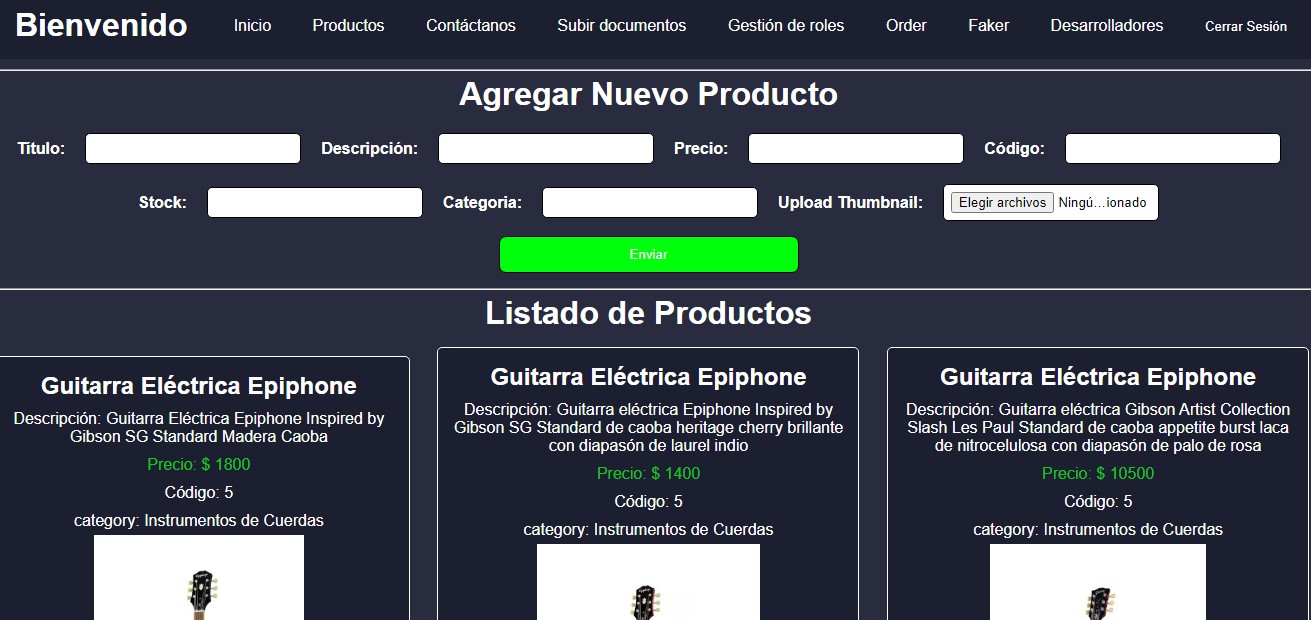 Bienvenido Inicio Productos Contáctanos Subir documentos Gestión de roles Order Faker Desarrolladores Cerrar Sesión
Agregar Nuevo Producto
Titulo: Descripción: Precio: Código:
Stock: Categoria: Upload Thumbnail: Elegir archivos Ningú...ionado
Enviar
Listado de Productos
Guitarra Eléctrica Epiphone
Descripción: Guitarra Eléctrica Epiphone Inspired by
Gibson SG Standard Madera Caoba
Precio: $ 1800
Código: 5
category: Instrumentos de Cuerdas
Guitarra Eléctrica Epiphone
Descripción: Guitarra eléctrica Epiphone Inspired by
Gibson SG Standard de caoba heritage cherry brillante
con diapasón de laurel indio
Precio: $ 1400
Código: 5
category: Instrumentos de Cuerdas
Guitarra Eléctrica Epiphone
Descripción: Guitarra eléctrica Gibson Artist Collection
Slash Les Paul Standard de caoba appetite burst laca
de nitrocelulosa con diapasón de palo de rosa
Precio: $ 10500
Código: 5
category: Instrumentos de Cuerdas